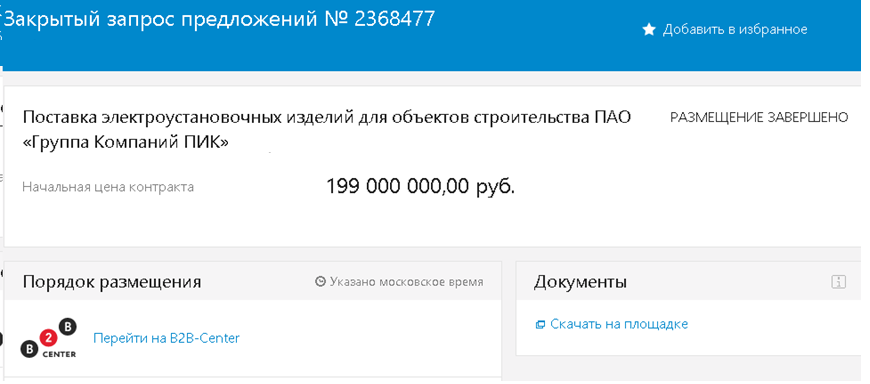 Закрытый запрос предложений № 2368477
Добавить в избранное
Поставка электроустановочных изделий для объектов строительства ПАО
«Группа Компаний ПИК»
РАЗМЕЩЕНИЕ ЗАВЕРШЕНО
Начальная цена контракта
199 000 000,00 руб.
Порядок размещения
Указано московское время
Документы
B2B
CENTER
Перейти на B2B-Center
Скачать на площадке